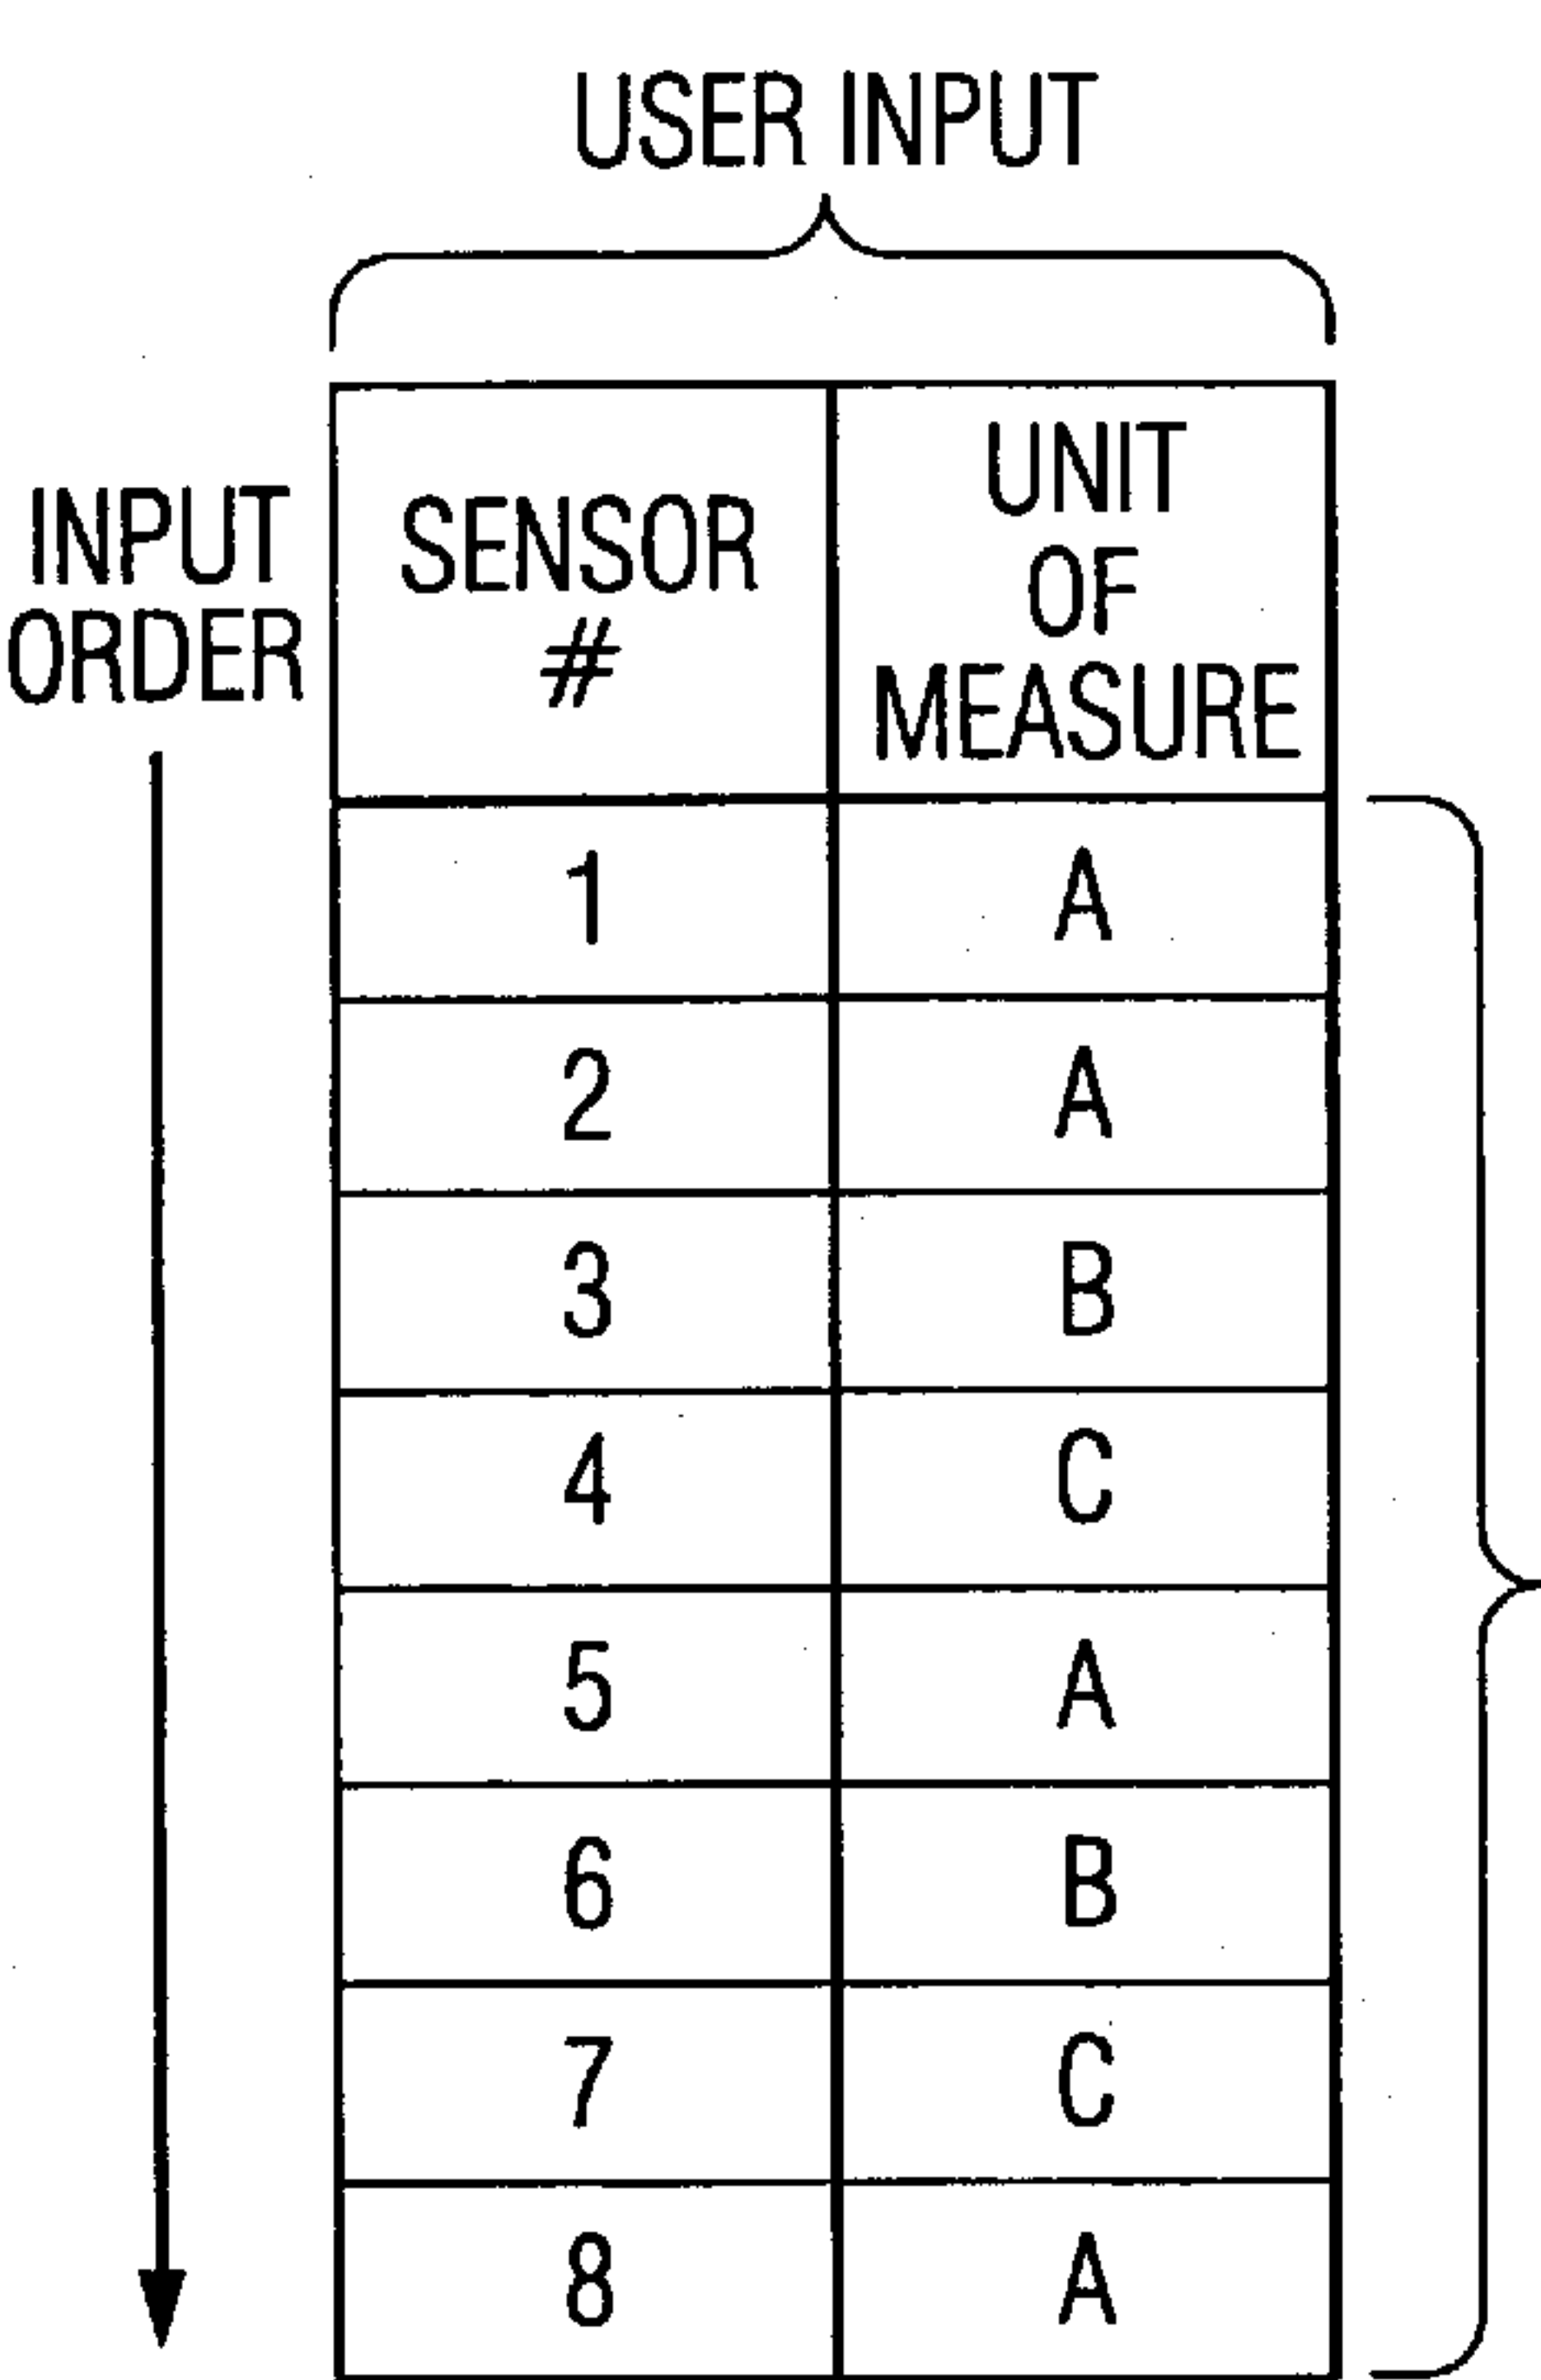 USER INPUT
INPUT
ORDER
SENSOR
#
UNIT
OF
MEASURE
1 A
2 A
3 B
4 C
5 A
6 B
7 C
8 A